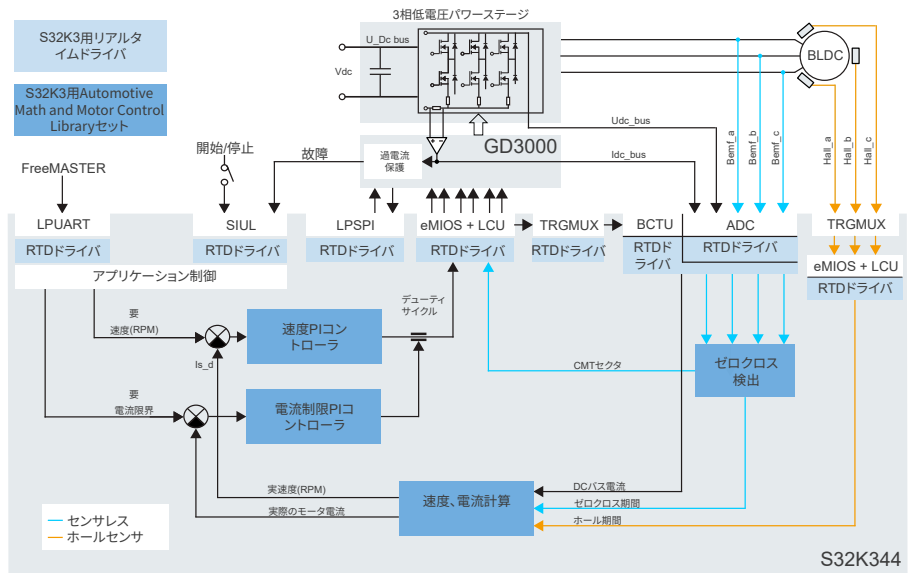 3相低電圧パワーステージ
S32K3用リアルタ
イムドライバ
S32K3用Automotive
Math and Motor Control
Libraryセット
U_Dc bus
Vdc
BLDC
GD3000
過電流
保護
故障
開始/停止
FreeMASTER
Udc_bus
Idc_bus
Bemf_a
Bemf_b
Bemf_c
Hall_a
Hall_b
Hall_c
LPUART
RTDドライバ
SIUL
RTDドライバ
LPSPI
RTDドライバ
eMIOS + LCU
RTDドライバ
TRGMUX
RTDドライバ
BCTU
RTDド
ライバ
ADC
RTDドライバ
TRGMUX
eMIOS + LCU
RTDドライバ
アプリケーション制御
要
速度(RPM)
Is_d
速度PIコン
トローラ
デューティ
サイクル
要
電流限界
電流制限PIコ
ントローラ
CMTセクタ
ゼロクロス
検出
実速度(RPM)
実際のモータ電流
速度、電流計算
DCバス電流
ゼロクロス期間
ホール期間
センサレス
ホールセンサ
S32K344